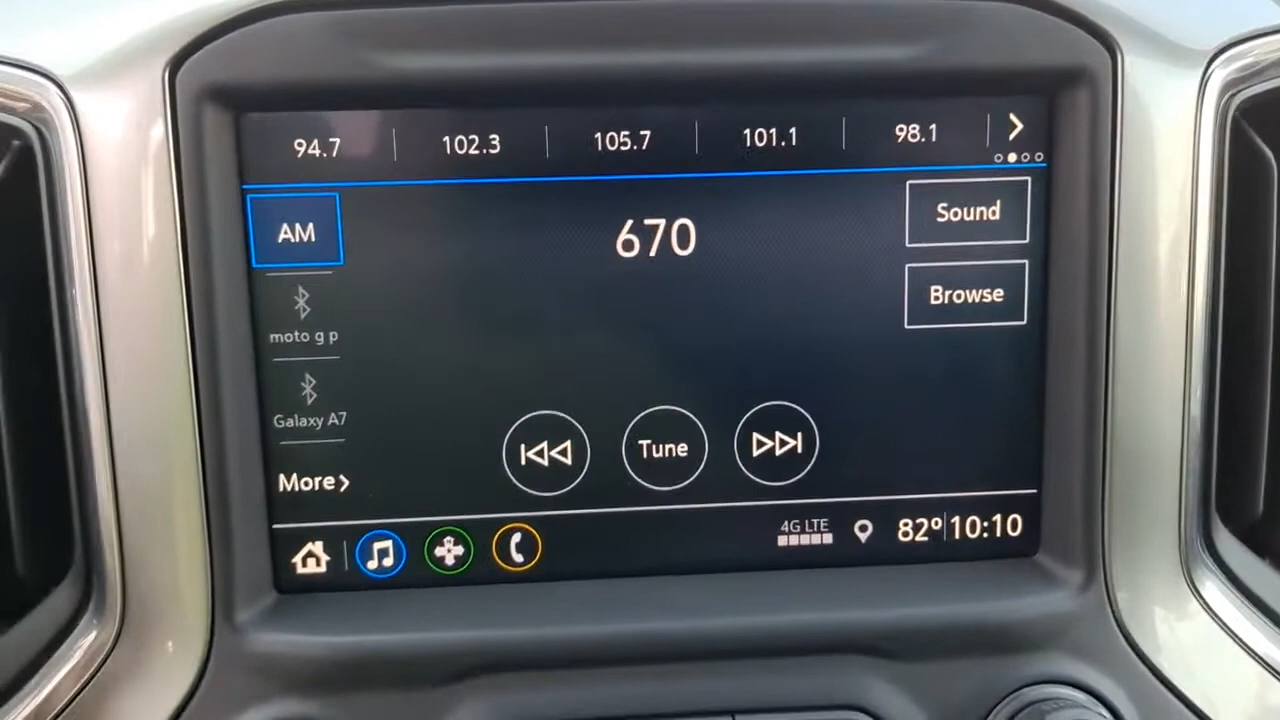 94.7 102.3 105.7 101.1 98.1
AM
670
Sound
Browse
moto g p
Galaxy A7
Tune
More
4G LTE
82° 10:10